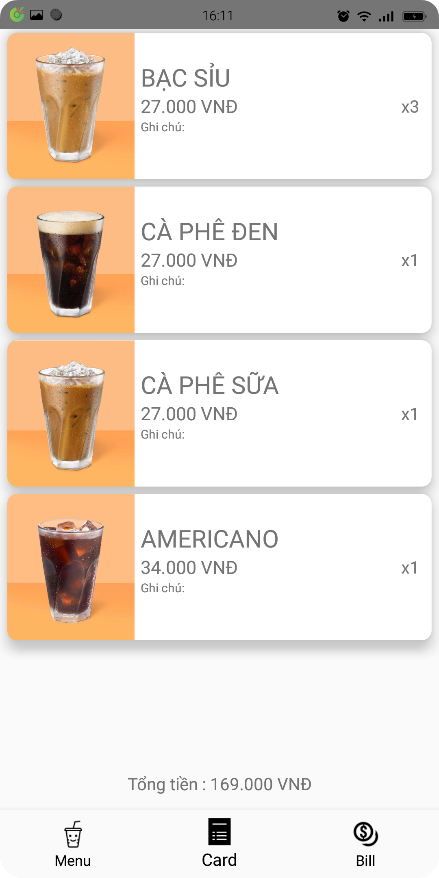 16:11
BẠC SỈU
27.000 VNĐ
x3
Ghi chú:
CÀ PHÊ ĐEN
27.000 VNĐ
x1
Ghi chú:
CÀ PHÊ SỮA
27.000 VNĐ
x1
Ghi chú:
AMERICANO
34.000 VNĐ
x1
Ghi chú:
Tổng tiền : 169.000 VNĐ
Menu
Card
Bill